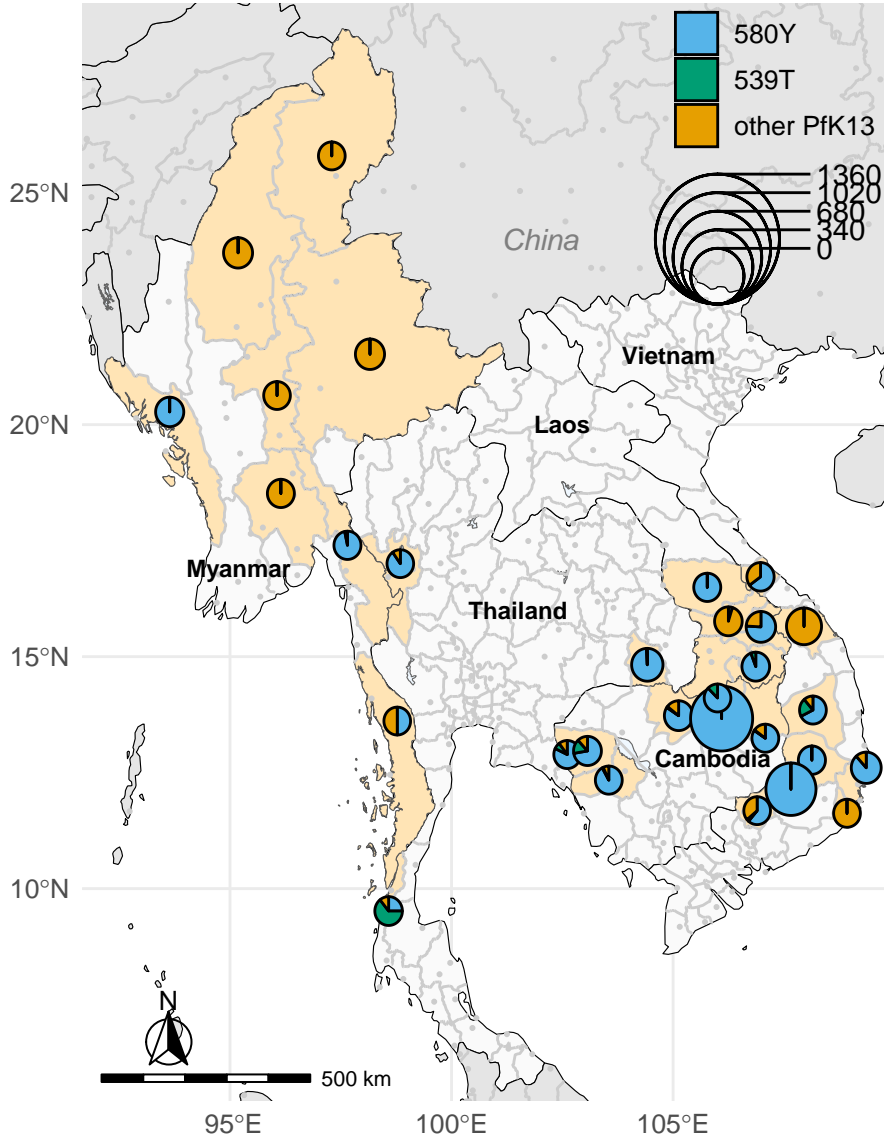 580Y
539T
other PfK13
1360
1020
680
340
0
25°N
China
Vietnam
20°N
Laos
Myanmar
Thailand
15°N
Cambodia
10°N
N
500 km
95°E
100°E
105°E